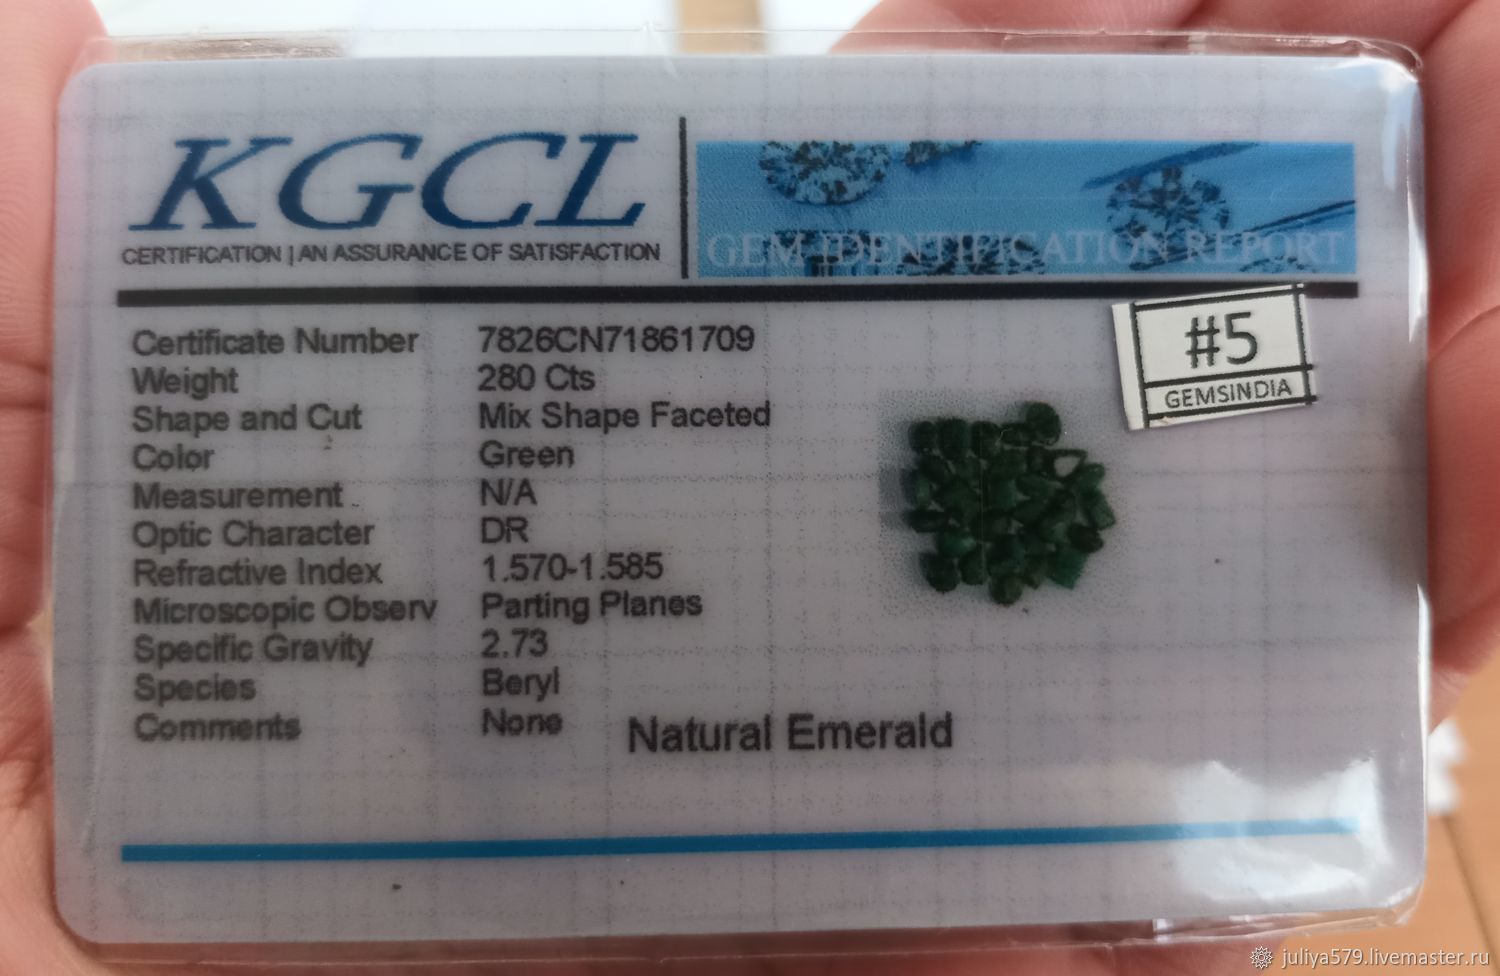 KGCL
CERTIFICATION | AN ASSURANCE OF SATISFACTION
GEM IDENTIFICATION REPORT
#5
GEMSINDIA
Certificate Number 7826CN71861709
Weight 280 Cts
Shape and Cut Mix Shape Faceted
Color Green
Measurement N/A
Optic Character DR
Refractive Index 1.570-1.585
Microscopic Observ Parting Planes
Specific Gravity 2.73
Species Beryl
Comments None
Natural Emerald
juliya579.livemaster.ru